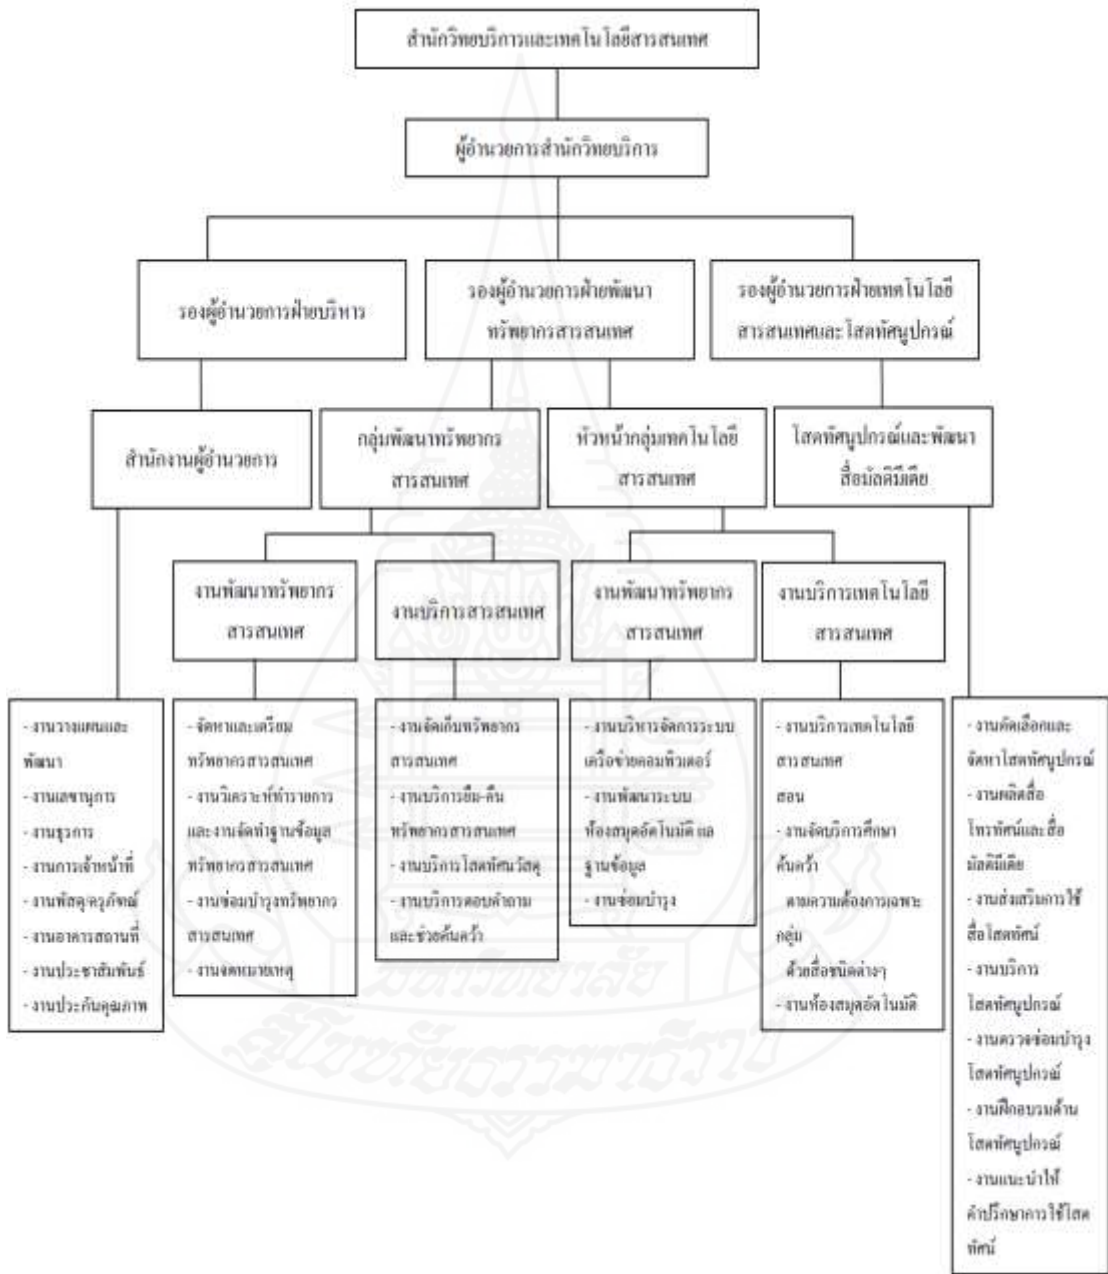 สำนักวิทยบริการและเทคโนโลยีสารสนเทศ
ผู้อำนวยการสำนักวิทยบริการ
รองผู้อำนวยการฝ่ายบริหาร
รองผู้อำนวยการฝ่ายพัฒนา
ทรัพยากรสารสนเทศ
รองผู้อำนวยการฝ่ายเทคโนโลยี
สารสนเทศและโสตทัศนูปกรณ์
สำนักงานผู้อำนวยการ
กลุ่มพัฒนาทรัพยากร
สารสนเทศ
หัวหน้ากลุ่มเทคโนโลยี
สารสนเทศ
โสตทัศนูปกรณ์และพัฒนา
สื่อมัลติมีเดีย
งานพัฒนาทรัพยากร
สารสนเทศ
งานบริการสารสนเทศ
งานพัฒนาทรัพยากร
สารสนเทศ
งานบริการเทคโนโลยี
สารสนเทศ
- งานวางแผนและ
พัฒนา
- งานเลขานุการ
- งานธุรการ
- งานการเจ้าหน้าที่
- งานพัสดุ/ครุภัณฑ์
- งานอาคารสถานที่
- งานประชาสัมพันธ์
- งานประกันคุณภาพ
- จัดหาและเตรียม
ทรัพยากรสารสนเทศ
- งานวิเคราะห์ทำรายการ
และงานจัดทำฐานข้อมูล
ทรัพยากรสารสนเทศ
- งานซ่อมบำรุงทรัพยากร
สารสนเทศ
- งานจดหมายเหตุ
- งานจัดเก็บทรัพยากร
สารสนเทศ
- งานบริการยืม-คืน
ทรัพยากรสารสนเทศ
- งานบริการโสตทัศนวัสดุ
- งานบริการตอบคำถาม
และช่วยค้นคว้า
- งานบริหารจัดการระบบ
เครือข่ายคอมพิวเตอร์
- งานพัฒนาระบบ
ห้องสมุดอัตโนมัติ แล
ฐานข้อมูล
- งานซ่อมบำรุง
- งานบริการเทคโนโลยี
สารสนเทศ
สอน
- งานจัดบริการศึกษา
ค้นคว้า
ตามความต้องการเฉพาะ
กลุ่ม
ด้วยสื่อชนิดต่างๆ
- งานห้องสมุดอัตโนมัติ
- งานคัดเลือกและ
จัดหาโสตทัศนูปกรณ์
- งานผลิตสื่อ
โทรทัศน์และสื่อ
มัลติมีเดีย
- งานส่งเสริมการใช้
สื่อโสตทัศน์
- งานบริการ
โสตทัศนูปกรณ์
- งานตรวจซ่อมบำรุง
โสตทัศนูปกรณ์
- งานฝึกอบรมด้าน
โสตทัศนูปกรณ์
- งานแนะนำให้
คำปรึกษาการใช้โสต
ทัศน์
มหาวิทยาลัย
สุโขทัยธรรมาธิราช